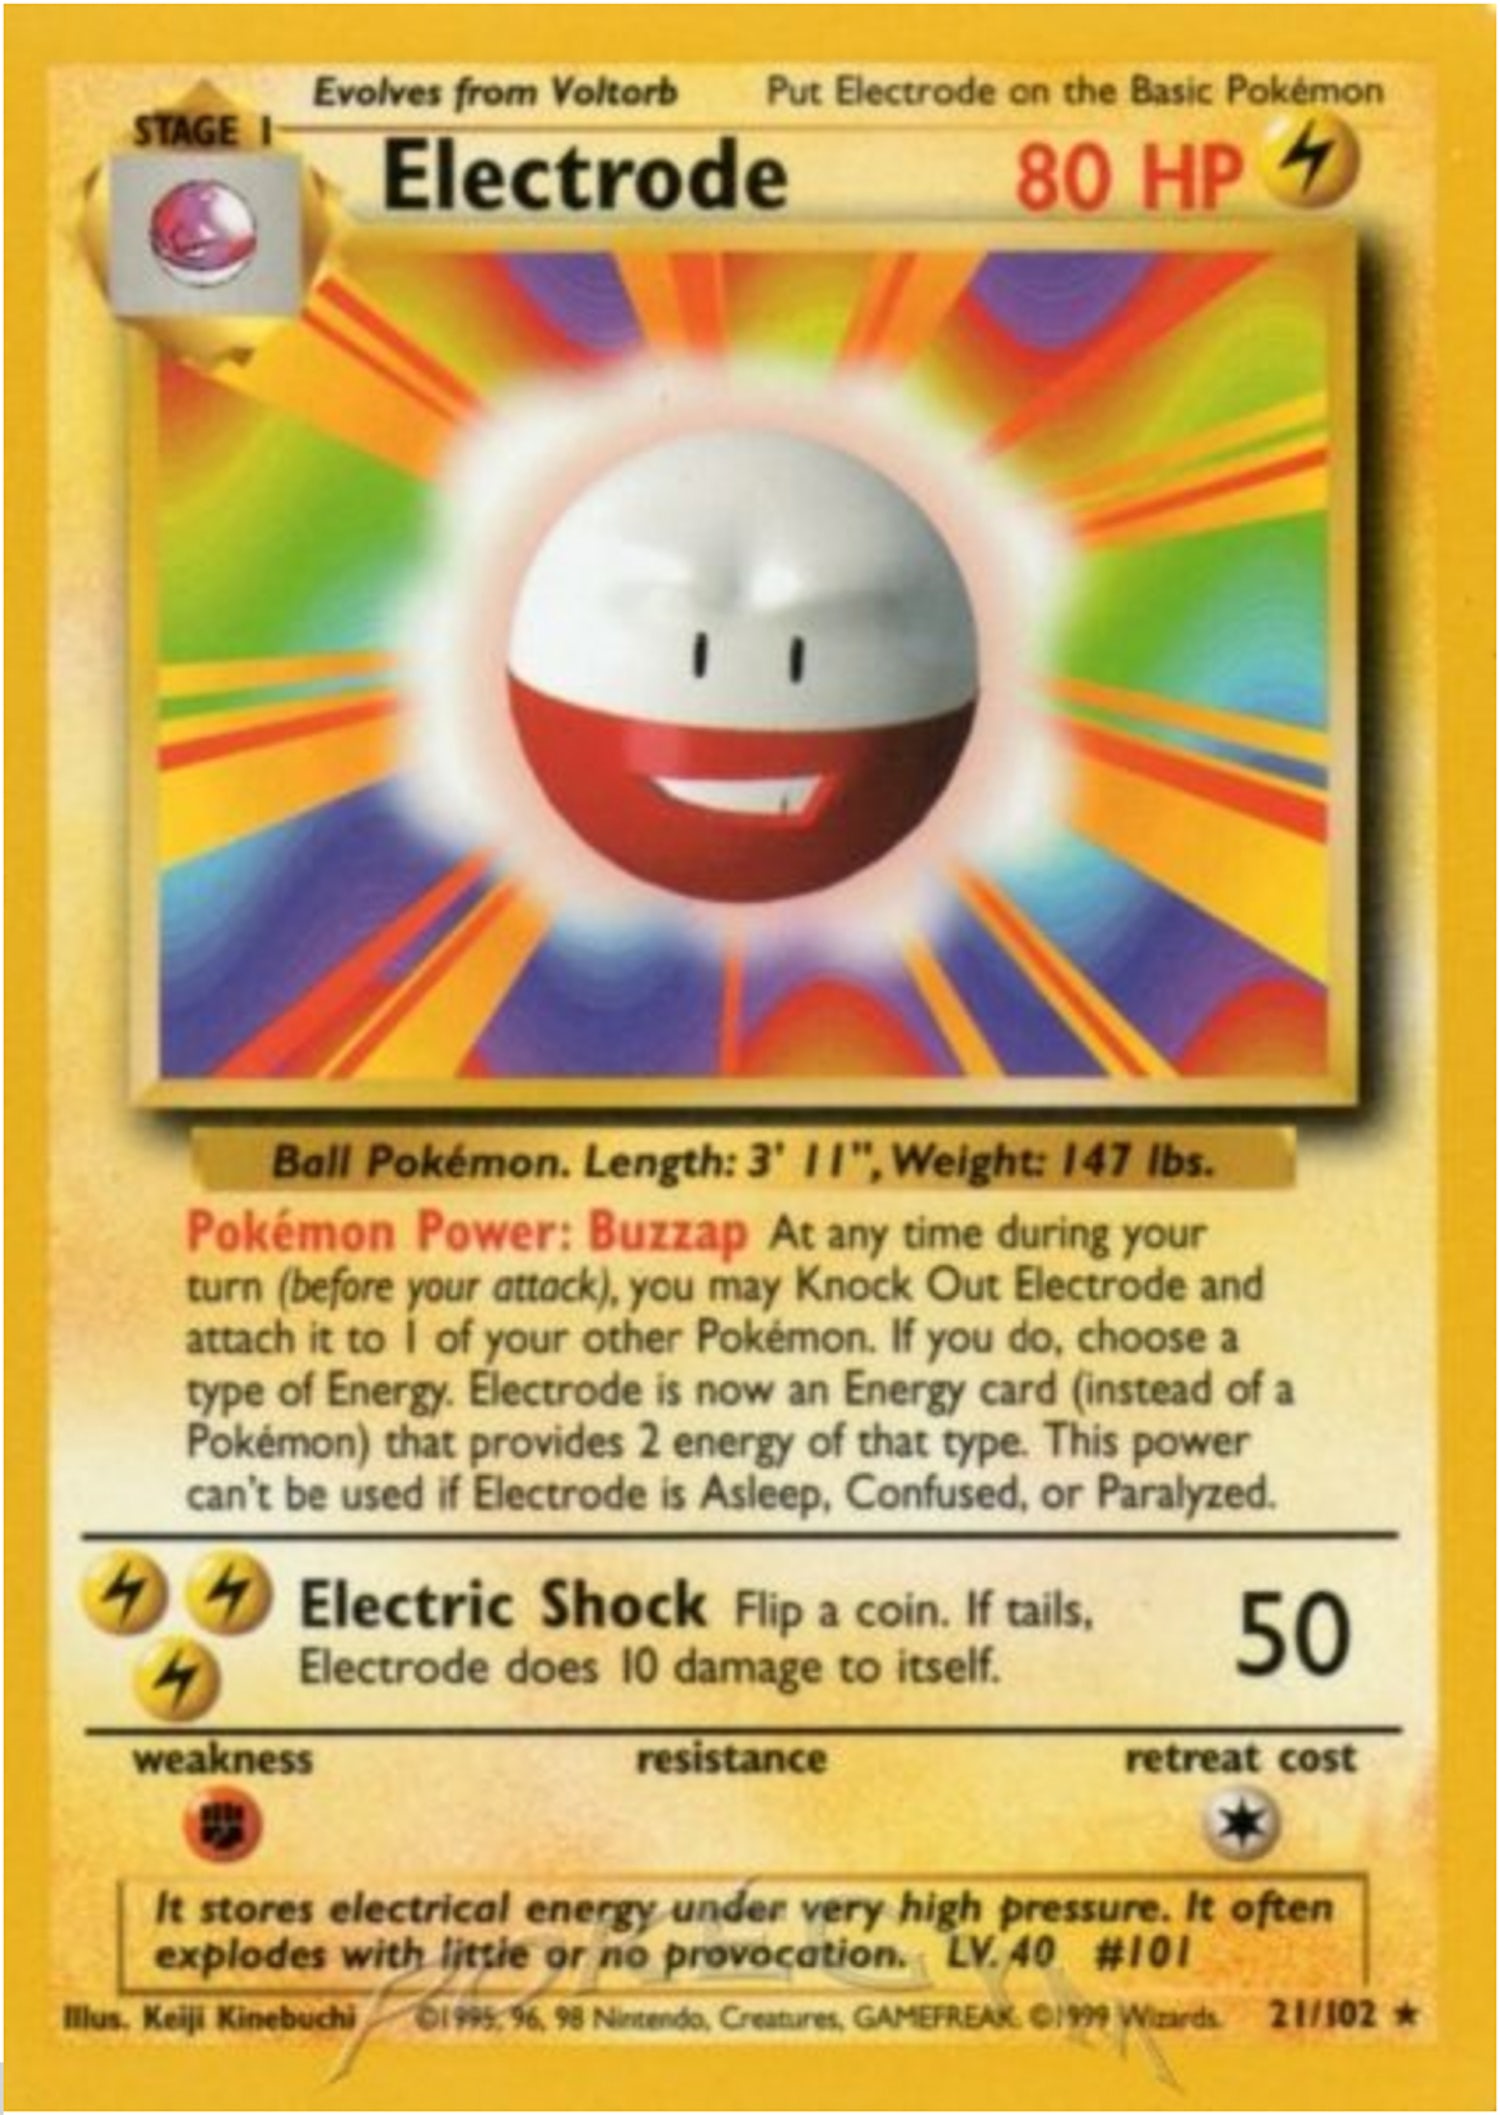 Evolves from Voltorb Put Electrode on the Basic Pokémon
STAGE 1
Electrode 80 HP
Ball Pokémon. Length: 3' 11", Weight: 147 lbs.
Pokémon Power: Buzzap At any time during your
turn (before your attack), you may Knock Out Electrode and
attach it to 1 of your other Pokémon. If you do, choose a
type of Energy. Electrode is now an Energy card (instead of a
Pokémon) that provides 2 energy of that type. This power
can't be used if Electrode is Asleep, Confused, or Paralyzed.
Electric Shock Flip a coin. If tails,
Electrode does 10 damage to itself.
50
weakness resistance retreat cost
It stores electrical energy under very high pressure. It often
explodes with little or no provocation. LV. 40 #101
Illus. Keiji Kinebuchi ©1995, 96, 98 Nintendo, Creatures, GAMEFREAK. ©1999 Wizards. 21/102 ★